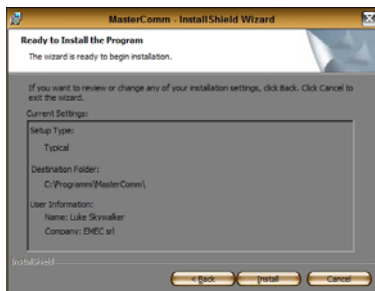 MasterComm - InstallShield Wizard
Ready to Install the Program
The wizard is ready to begin installation.
If you want to review or change any of your installation settings, click Back. Click Cancel to
exit the wizard.
Current Settings:
Setup Type:
Typical
Destination Folder:
C:\Programmi\MasterComm\
User Information:
Name: Luke Skywalker
Company: EMEC srl
InstallShield
< Back
Install
Cancel